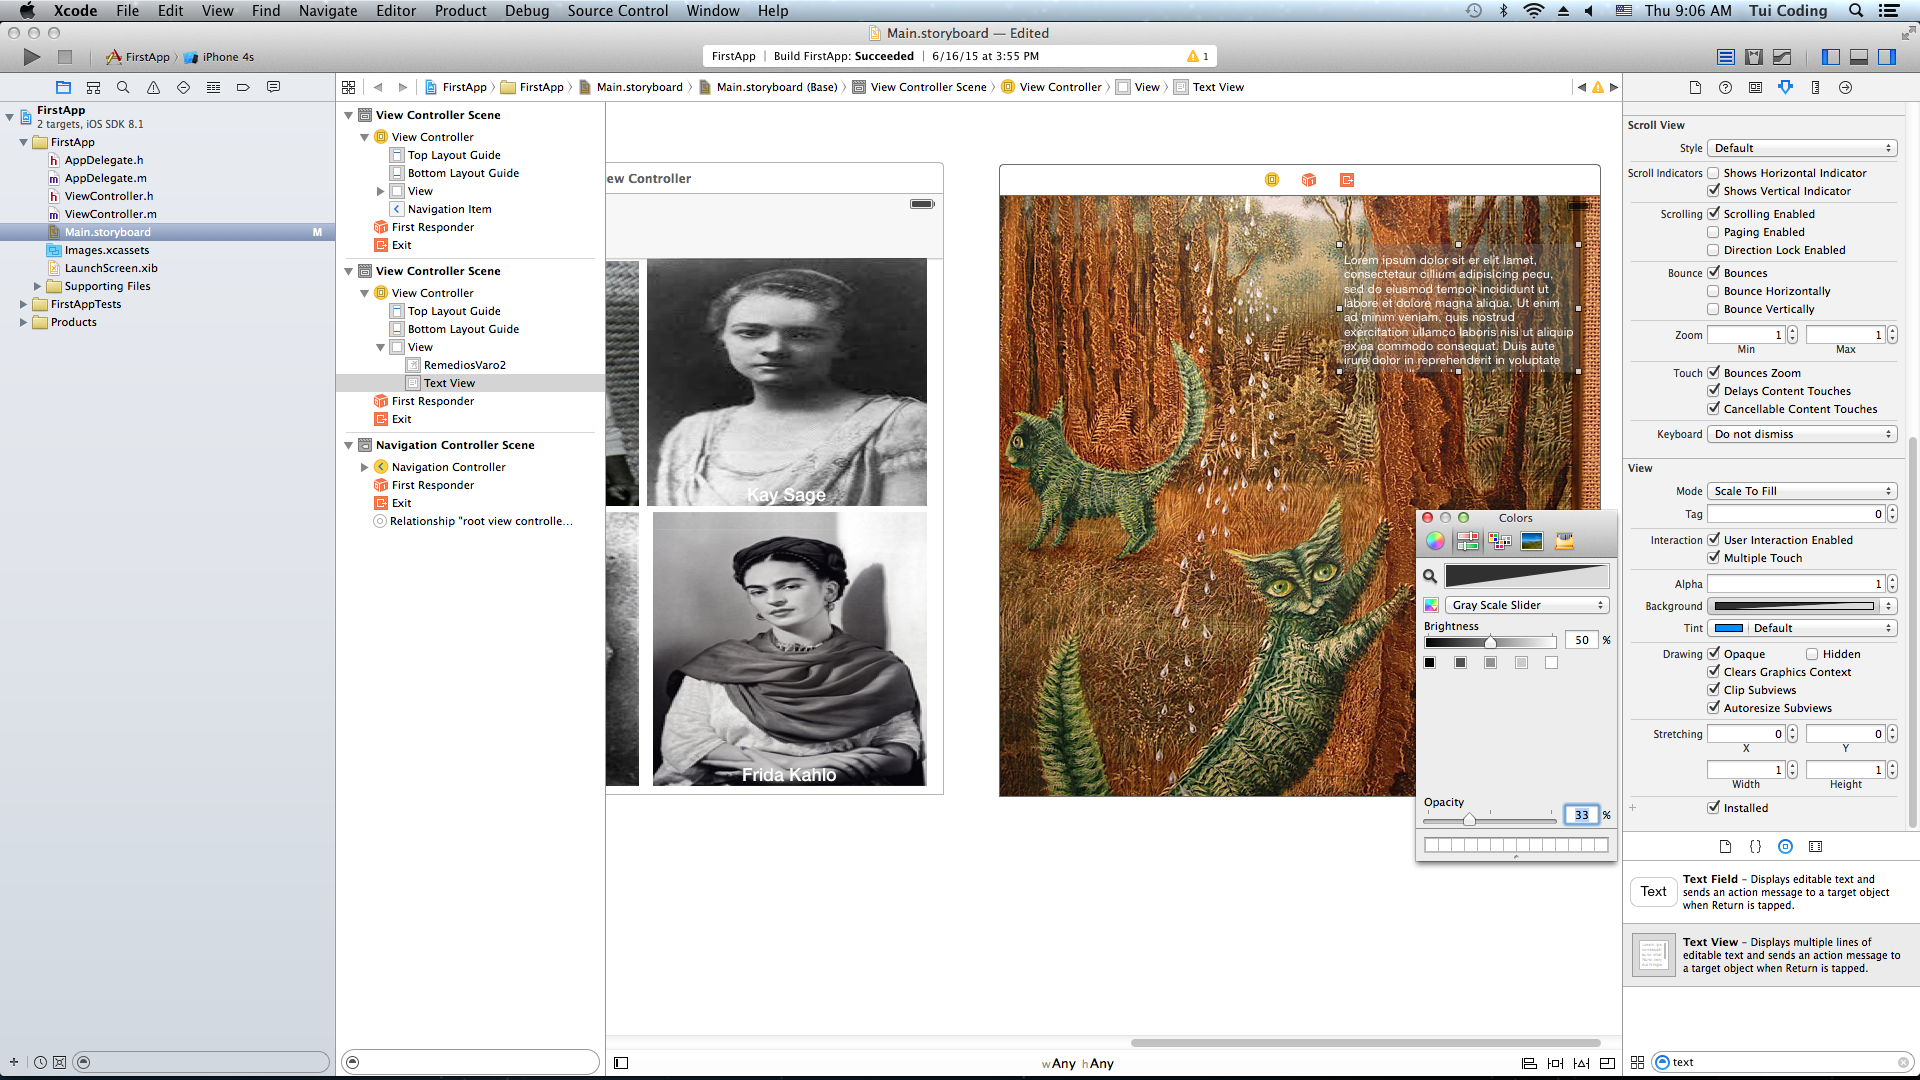 Xcode File Edit View Find Navigate Editor Product Debug Source Control Window Help Thu 9:06 AM Tui Coding
Main.storyboard — Edited
FirstApp iPhone 4s FirstApp Build FirstApp: Succeeded 6/16/15 at 3:55 PM 1
FirstApp FirstApp Main.storyboard Main.storyboard (Base) View Controller Scene View Controller View Text View
FirstApp
2 targets, iOS SDK 8.1
FirstApp
h AppDelegate.h
m AppDelegate.m
h ViewController.h
m ViewController.m
Main.storyboard M
Images.xcassets
LaunchScreen.xib
Supporting Files
FirstAppTests
Products
View Controller Scene
View Controller
Top Layout Guide
Bottom Layout Guide
View
Navigation Item
First Responder
Exit
View Controller Scene
View Controller
Top Layout Guide
Bottom Layout Guide
View
RemediosVaro2
Text View
First Responder
Exit
Navigation Controller Scene
Navigation Controller
First Responder
Exit
Relationship "root view controlle...
ew Controller
Kay Sage
Frida Kahlo
Lorem ipsum dolor sit er elit lamet,
consectetaur cillium adipisicing pecu,
sed do eiusmod tempor incididunt ut
labore et dolore magna aliqua. Ut enim
ad minim veniam, quis nostrud
exercitation ullamco laboris nisi ut aliquip
ex ea commodo consequat. Duis aute
irure dolor in reprehenderit in voluptate
Colors
Gray Scale Slider
Brightness
50 %
Opacity
33 %
wAny hAny
Scroll View
Style Default
Scroll Indicators Shows Horizontal Indicator
Shows Vertical Indicator
Scrolling Scrolling Enabled
Paging Enabled
Direction Lock Enabled
Bounce Bounces
Bounce Horizontally
Bounce Vertically
Zoom 1 1
Min Max
Touch Bounces Zoom
Delays Content Touches
Cancellable Content Touches
Keyboard Do not dismiss
View
Mode Scale To Fill
Tag 0
Interaction User Interaction Enabled
Multiple Touch
Alpha 1
Background
Tint Default
Drawing Opaque Hidden
Clears Graphics Context
Clip Subviews
Autoresize Subviews
Stretching 0 0
X Y
1 1
Width Height
Installed
Text
Text Field – Displays editable text and
sends an action message to a target object
when Return is tapped.
Text View – Displays multiple lines of
editable text and sends an action message to
a target object when Return is tapped.
text